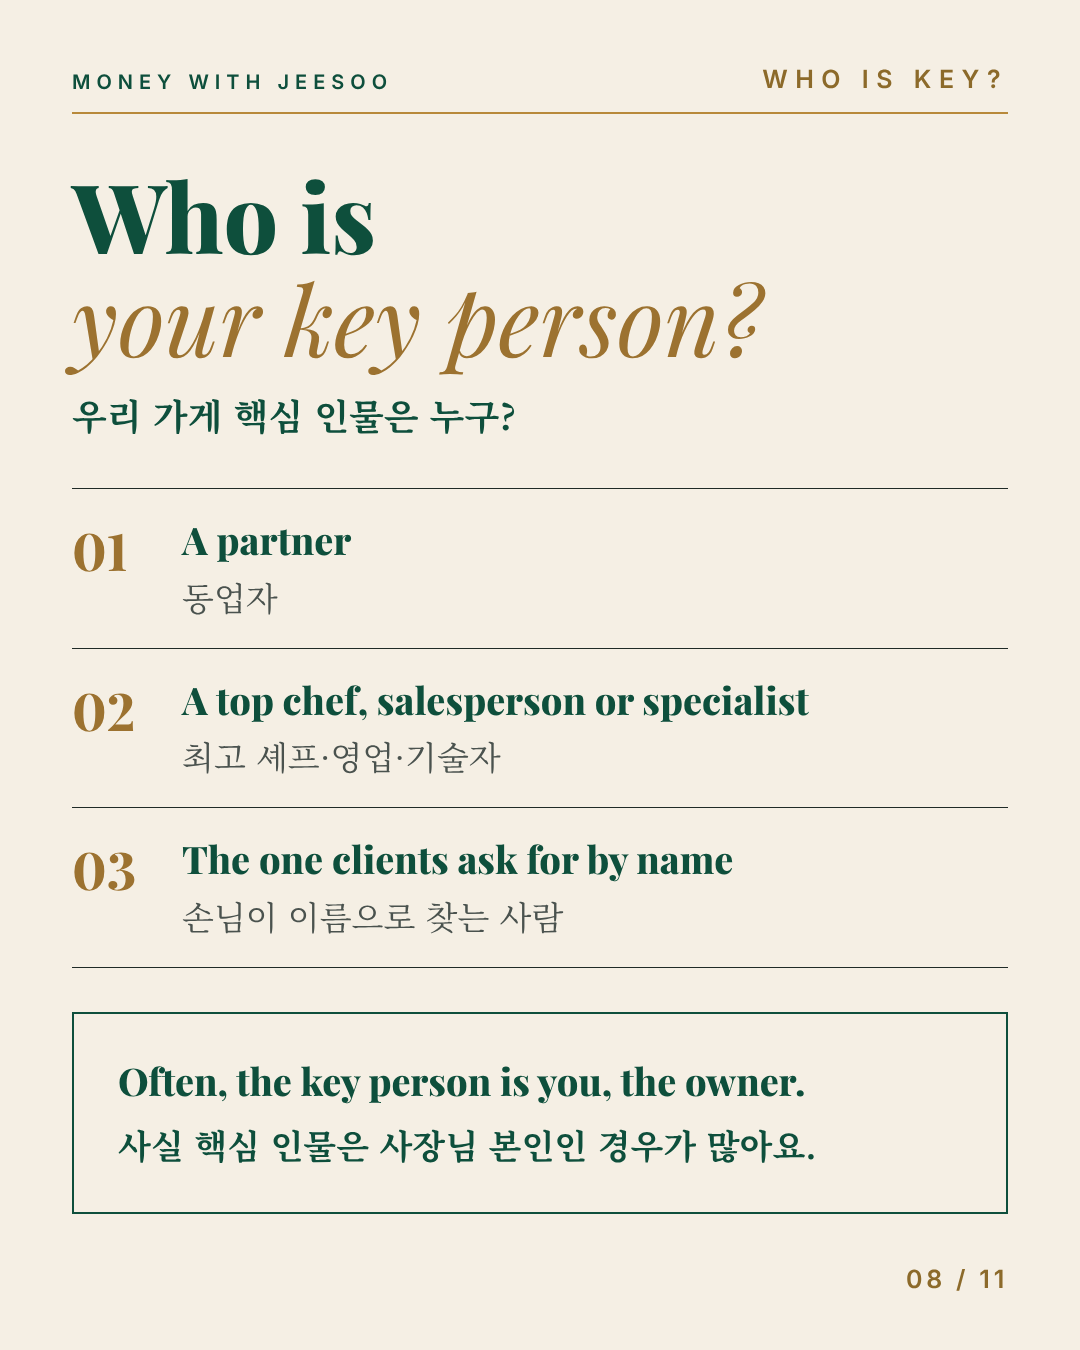 MONEY WITH JEESOO
WHO IS KEY?
Who is
your key person?
우리 가게 핵심 인물은 누구?
01
A partner
동업자
02
A top chef, salesperson or specialist
최고 셰프·영업·기술자
03
The one clients ask for by name
손님이 이름으로 찾는 사람
Often, the key person is you, the owner.
사실 핵심 인물은 사장님 본인인 경우가 많아요.
08 / 11